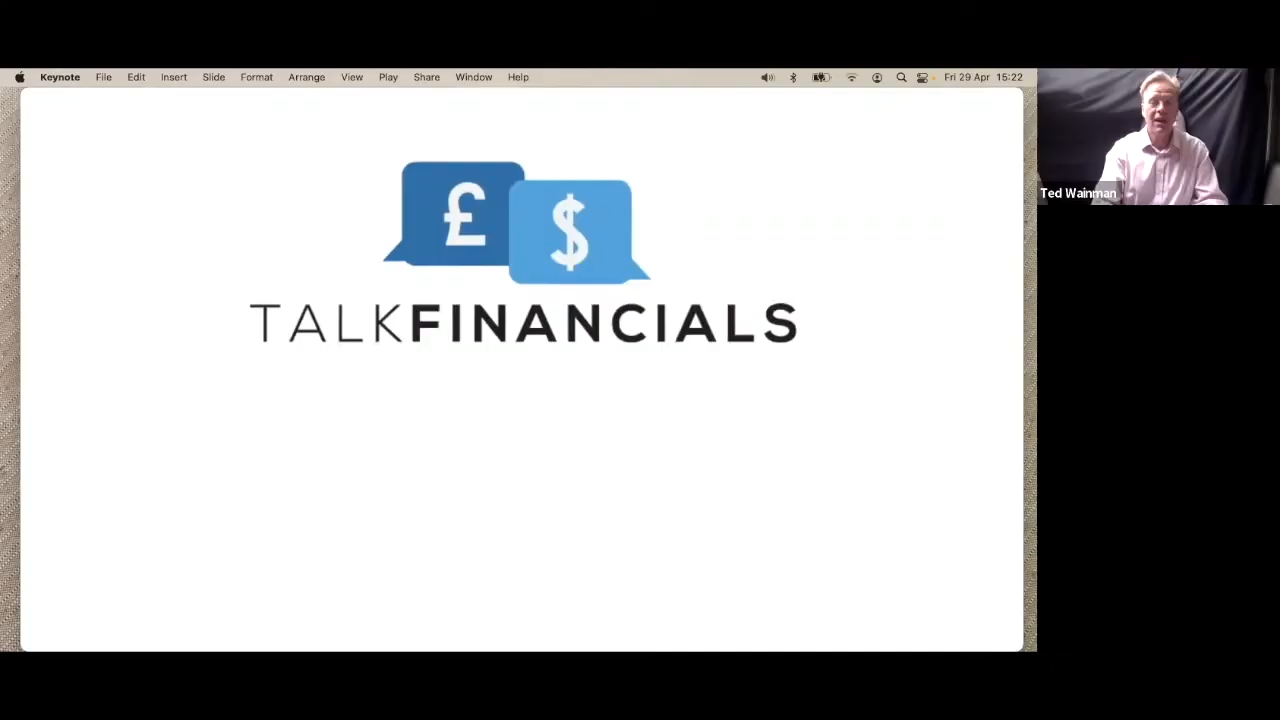 Keynote File Edit Insert Slide Format Arrange View Play Share Window Help Fri 29 Apr 15:22
£ $
TALKFINANCIALS
Ted Wainman